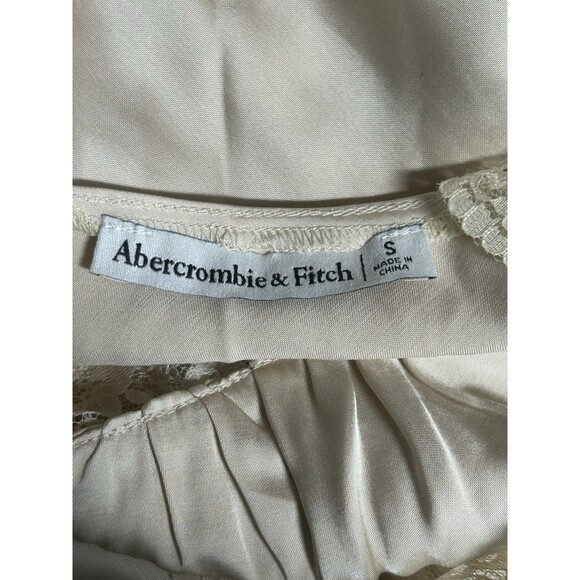 Abercrombie & Fitch
S
MADE IN
CHINA